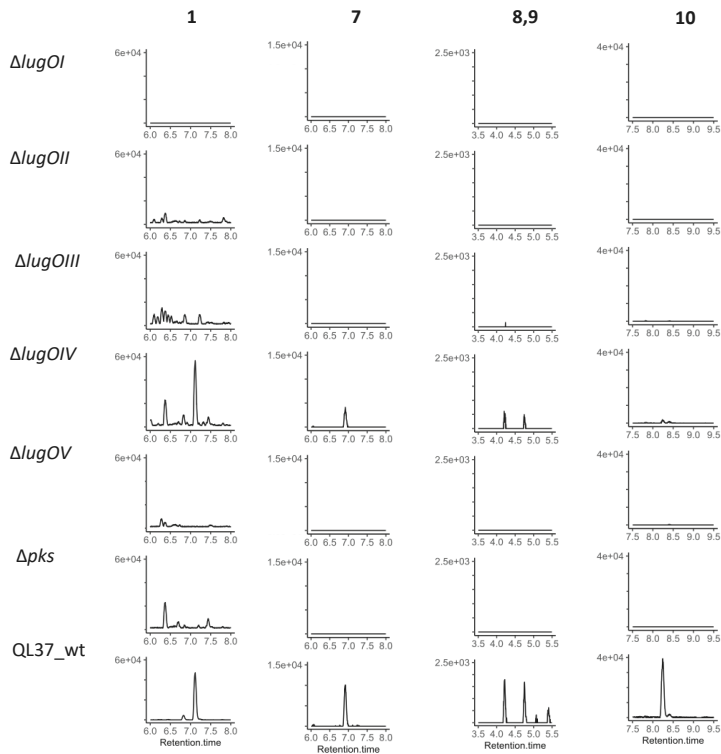 1 7 8,9 10
ΔlugOI
6e+04 1.5e+04 2.5e+03 4e+04
6.0 6.5 7.0 7.5 8.0 6.0 6.5 7.0 7.5 8.0 3.5 4.0 4.5 5.0 5.5 7.5 8.0 8.5 9.0 9.5
ΔlugOII
6e+04 1.5e+04 2.5e+03 4e+04
6.0 6.5 7.0 7.5 8.0 6.0 6.5 7.0 7.5 8.0 3.5 4.0 4.5 5.0 5.5 7.5 8.0 8.5 9.0 9.5
ΔlugOIII
6e+04 1.5e+04 2.5e+03 4e+04
6.0 6.5 7.0 7.5 8.0 6.0 6.5 7.0 7.5 8.0 3.5 4.0 4.5 5.0 5.5 7.5 8.0 8.5 9.0 9.5
ΔlugOIV
6e+04 1.5e+04 2.5e+03 4e+04
6.0 6.5 7.0 7.5 8.0 6.0 6.5 7.0 7.5 8.0 3.5 4.0 4.5 5.0 5.5 7.5 8.0 8.5 9.0 9.5
ΔlugOV
6e+04 1.5e+04 2.5e+03 4e+04
6.0 6.5 7.0 7.5 8.0 6.0 6.5 7.0 7.5 8.0 3.5 4.0 4.5 5.0 5.5 7.5 8.0 8.5 9.0 9.5
Δpks
6e+04 1.5e+04 2.5e+03 4e+04
6.0 6.5 7.0 7.5 8.0 6.0 6.5 7.0 7.5 8.0 3.5 4.0 4.5 5.0 5.5 7.5 8.0 8.5 9.0 9.5
QL37_wt
6e+04 1.5e+04 2.5e+03 4e+04
6.0 6.5 7.0 7.5 8.0 6.0 6.5 7.0 7.5 8.0 3.5 4.0 4.5 5.0 5.5 7.5 8.0 8.5 9.0 9.5
Retention.time Retention.time Retention.time Retention.time